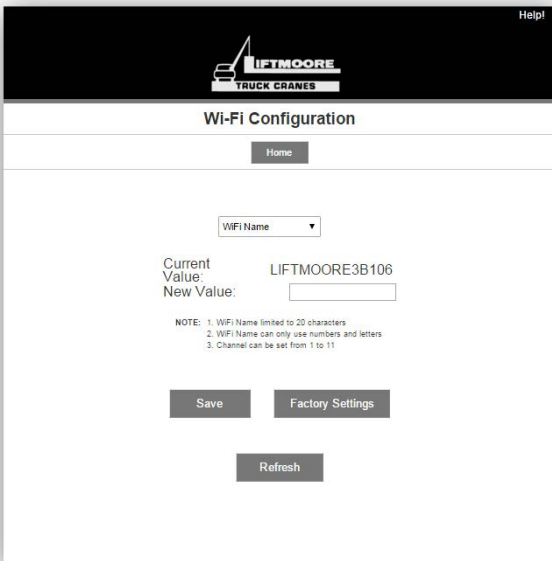 Help!
LIFTMOORE
TRUCK CRANES
Wi-Fi Configuration
Home
WiFi Name
Current
Value:
LIFTMOORE3B106
New Value:
NOTE: 1. WiFi Name limited to 20 characters
2. WiFi Name can only use numbers and letters
3. Channel can be set from 1 to 11
Save
Factory Settings
Refresh